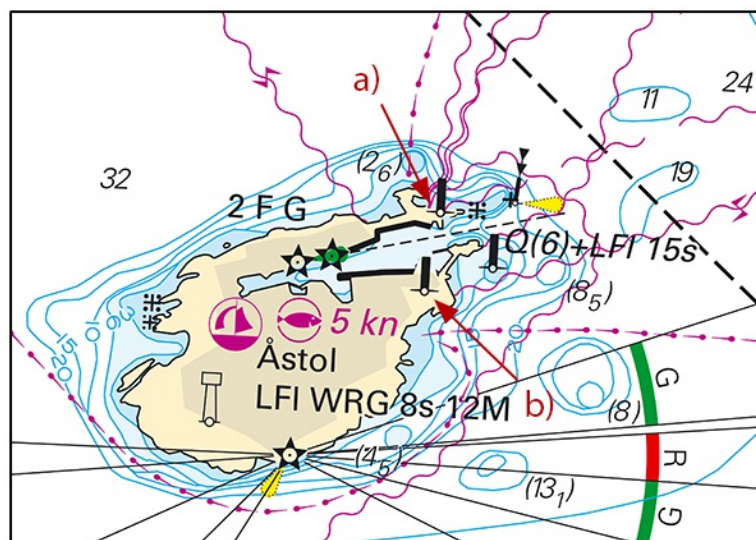 a)
11
24
(2₆)
32
19
2 F G
Q(6)+LFl 15s
(8₅)
5 kn
3
6
10
15
20
Åstol
LFl WRG 8s 12M
b)
G
(8)
(4₅)
R
(13₁)
G